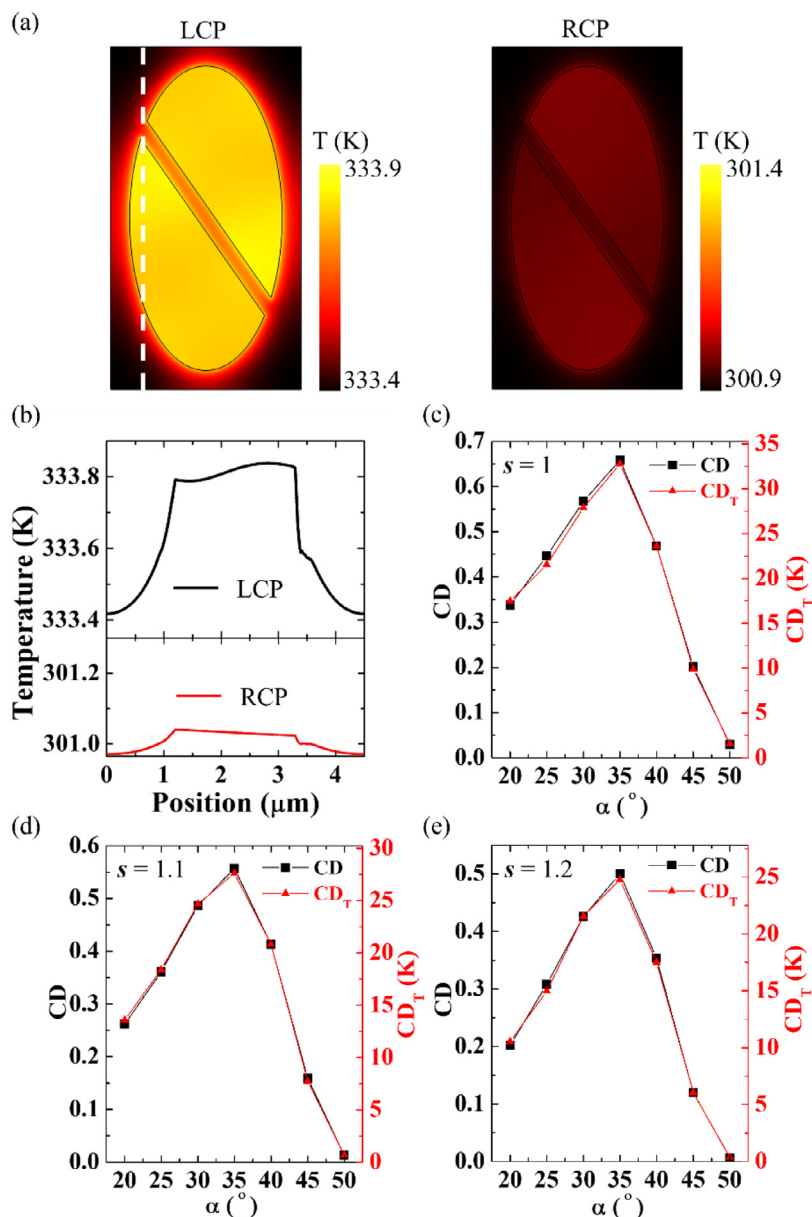 (a)
LCP
RCP
T (K)
333.9
333.4
T (K)
301.4
300.9
(b)
Temperature (K)
333.8
333.6
333.4
LCP
301.2
301.0
RCP
0 1 2 3 4
Position (μm)
(c)
s = 1
CD
CD_T
CD
0.7
0.6
0.5
0.4
0.3
0.2
0.1
0.0
35
30
25
20
15
10
5
0
CD_T (K)
20 25 30 35 40 45 50
α (°)
(d)
s = 1.1
CD
CD_T
CD
0.6
0.5
0.4
0.3
0.2
0.1
0.0
30
25
20
15
10
5
0
CD_T (K)
20 25 30 35 40 45 50
α (°)
(e)
s = 1.2
CD
CD_T
CD
0.5
0.4
0.3
0.2
0.1
0.0
25
20
15
10
5
0
CD_T (K)
20 25 30 35 40 45 50
α (°)